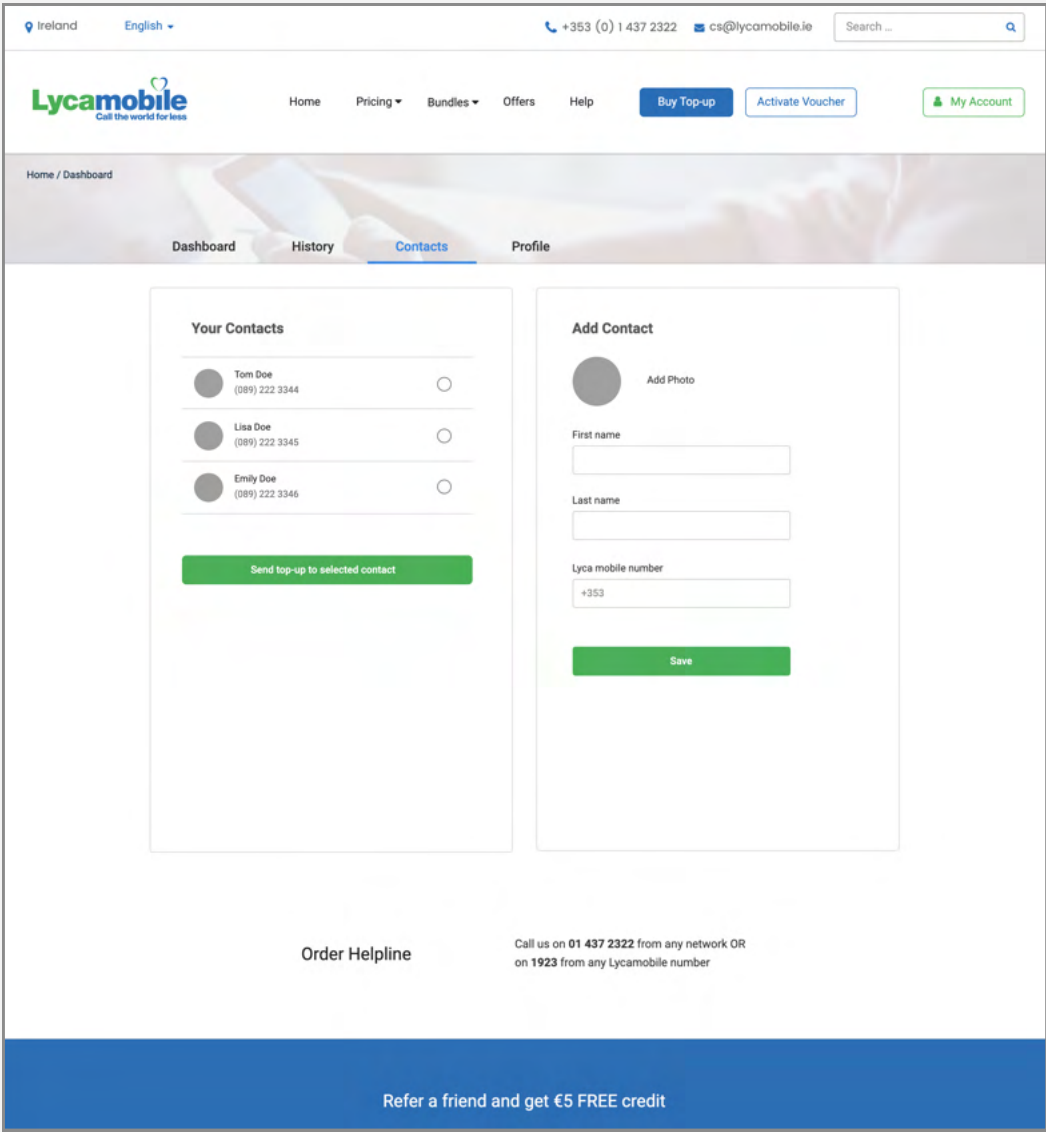 Ireland English +353 (0) 1 437 2322 cs@lycamobile.ie Search ...
Lycamobile
Call the world for less
Home Pricing Bundles Offers Help Buy Top-up Activate Voucher My Account
Home / Dashboard
Dashboard History Contacts Profile
Your Contacts
Tom Doe
(089) 222 3344
Lisa Doe
(089) 222 3345
Emily Doe
(089) 222 3346
Send top-up to selected contact
Add Contact
Add Photo
First name
Last name
Lyca mobile number
+353
Save
Order Helpline
Call us on 01 437 2322 from any network OR
on 1923 from any Lycamobile number
Refer a friend and get €5 FREE credit